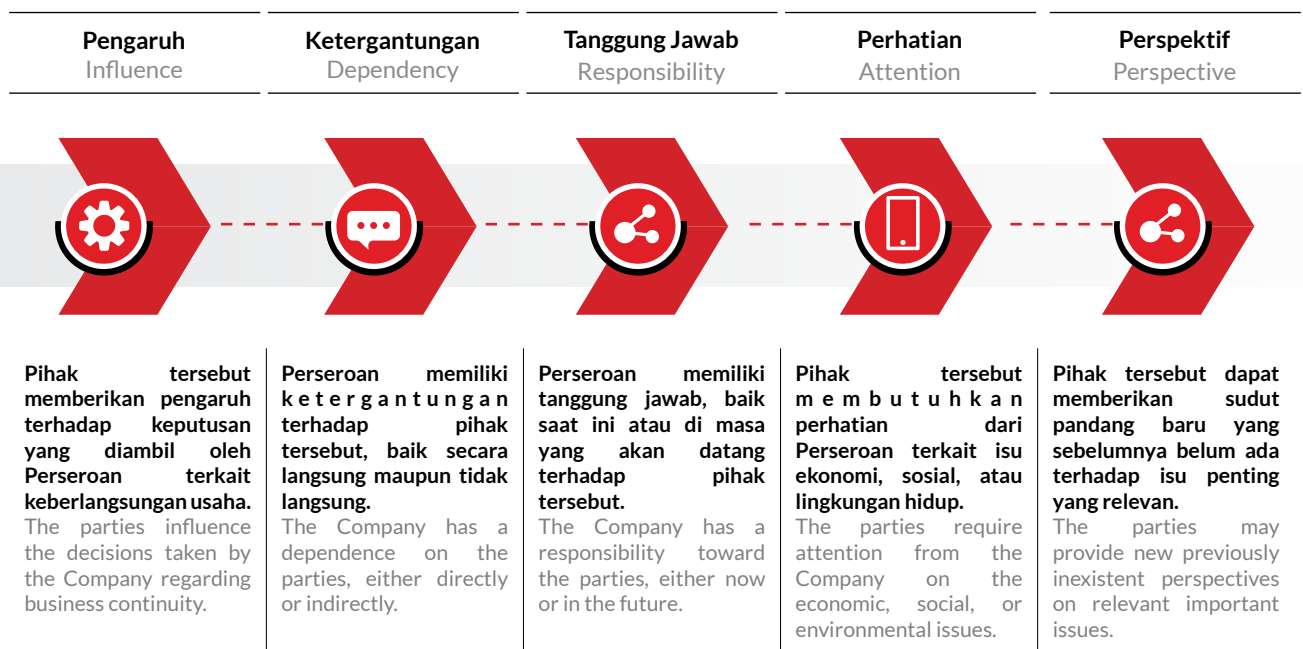 Pengaruh
Influence
Ketergantungan
Dependency
Tanggung Jawab
Responsibility
Perhatian
Attention
Perspektif
Perspective
Pihak tersebut
memberikan pengaruh
terhadap keputusan
yang diambil oleh
Perseroan terkait
keberlangsungan usaha.
The parties influence
the decisions taken by
the Company regarding
business continuity.
Perseroan memiliki
ketergantungan
terhadap pihak
tersebut, baik secara
langsung maupun tidak
langsung.
The Company has a
dependence on the
parties, either directly
or indirectly.
Perseroan memiliki
tanggung jawab, baik
saat ini atau di masa
yang akan datang
terhadap pihak
tersebut.
The Company has a
responsibility toward
the parties, either now
or in the future.
Pihak tersebut
membutuhkan
perhatian dari
Perseroan terkait isu
ekonomi, sosial, atau
lingkungan hidup.
The parties require
attention from the
Company on the
economic, social, or
environmental issues.
Pihak tersebut dapat
memberikan sudut
pandang baru yang
sebelumnya belum ada
terhadap isu penting
yang relevan.
The parties may
provide new previously
inexistent perspectives
on relevant important
issues.